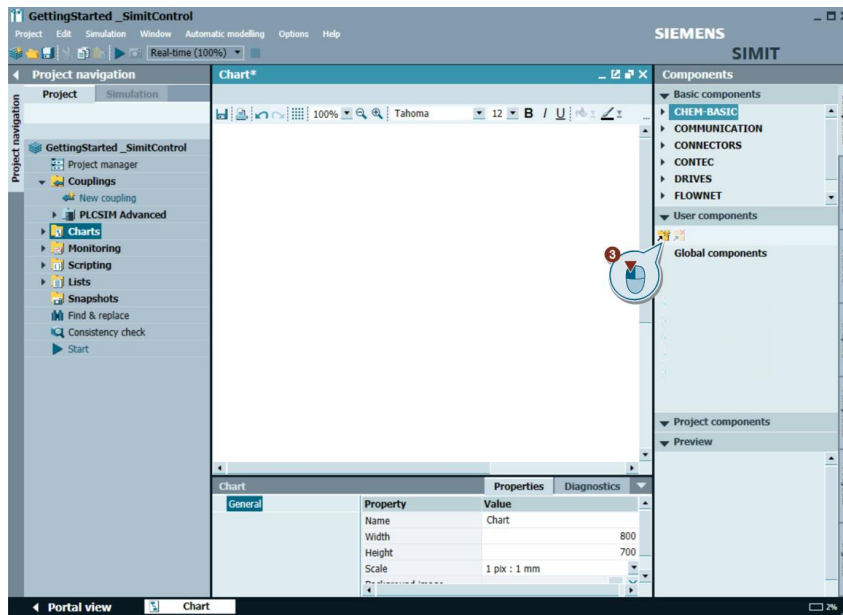 GettingStarted _SimitControl
Project Edit Simulation Window Automatic modelling Options Help
SIEMENS
SIMIT
Real-time (100%)
Project navigation
Project navigation
Project Simulation
GettingStarted _SimitControl
Project manager
Couplings
New coupling
PLCSIM Advanced
Charts
Monitoring
Scripting
Lists
Snapshots
Find & replace
Consistency check
Start
Chart*
100% Tahoma 12 B I U ...
Components
Basic components
CHEM-BASIC
COMMUNICATION
CONNECTORS
CONTEC
DRIVES
FLOWNET
User components
3
Global components
Project components
Preview
Chart Properties Diagnostics
General
Property Value
Name Chart
Width 800
Height 700
Scale 1 pix : 1 mm
Portal view Chart
2%